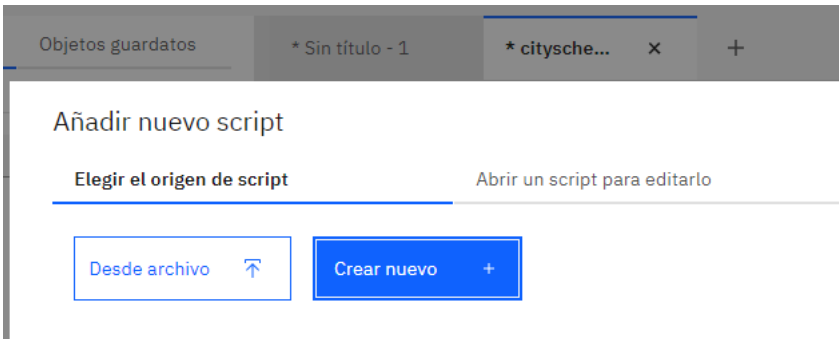 Objetos guardatos
* Sin título - 1
* citysche... × +
Añadir nuevo script
Elegir el origen de script
Abrir un script para editarlo
Desde archivo
Crear nuevo +